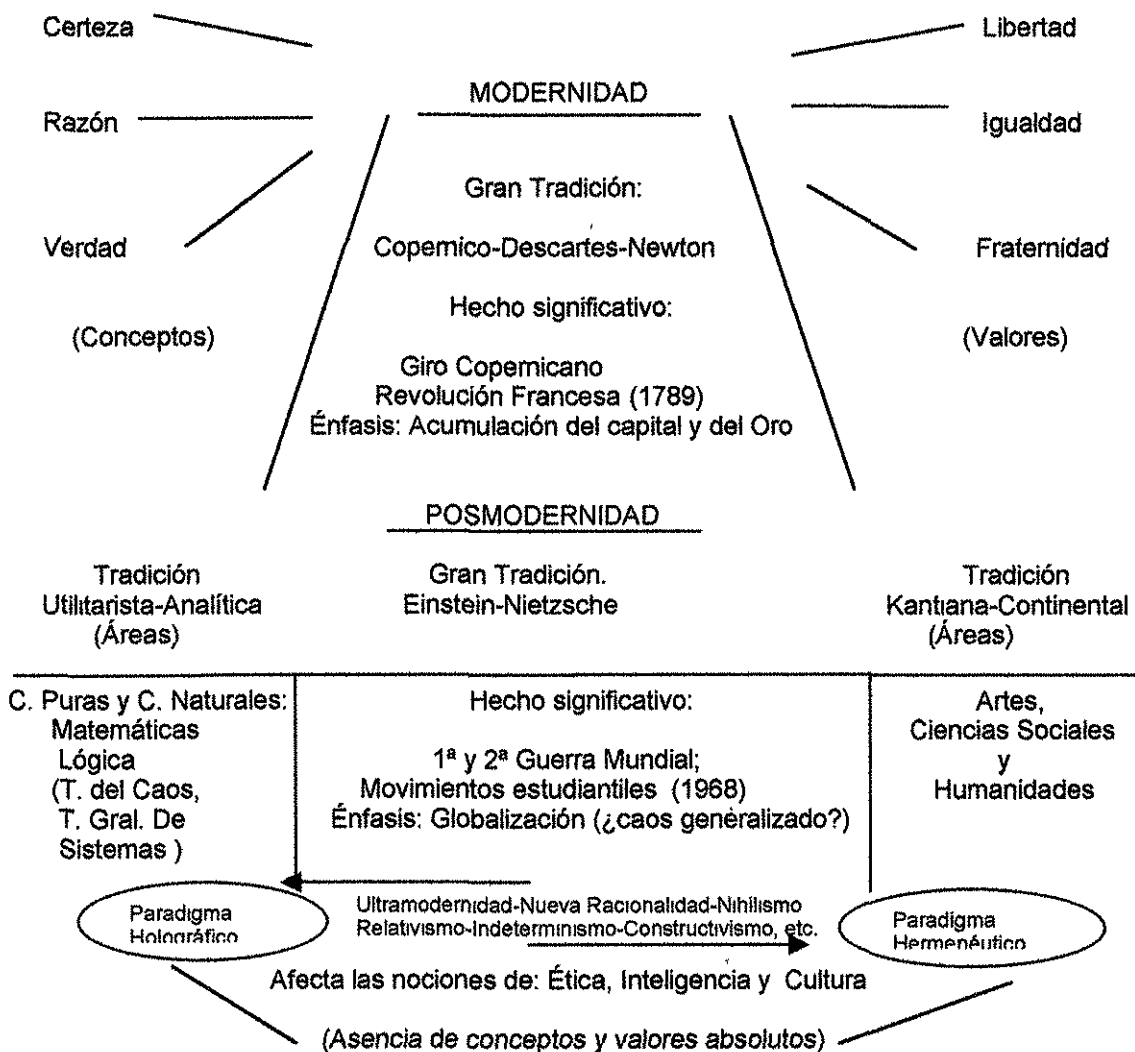 Certeza
Libertad
MODERNIDAD
Razón
Igualdad
Gran Tradición:
Verdad
Copernico-Descartes-Newton
Fraternidad
Hecho significativo:
(Conceptos)
(Valores)
Giro Copernicano
Revolución Francesa (1789)
Énfasis: Acumulación del capital y del Oro
POSMODERNIDAD
Tradición
Utilitarista-Analítica
(Áreas)
Gran Tradición.
Einstein-Nietzsche
Tradición
Kantiana-Continental
(Áreas)
C. Puras y C. Naturales:
Matemáticas
Lógica
(T. del Caos,
T. Gral. De
Sistemas )
Hecho significativo:
1ª y 2ª Guerra Mundial;
Movimientos estudiantiles (1968)
Énfasis: Globalización (¿caos generalizado?)
Artes,
Ciencias Sociales
y
Humanidades
Paradigma
Holográfico
Ultramodernidad-Nueva Racionalidad-Nihilismo
Relativismo-Indeterminismo-Constructivismo, etc.
Paradigma
Hermenéutico
Afecta las nociones de: Ética, Inteligencia y Cultura
(Asencia de conceptos y valores absolutos)